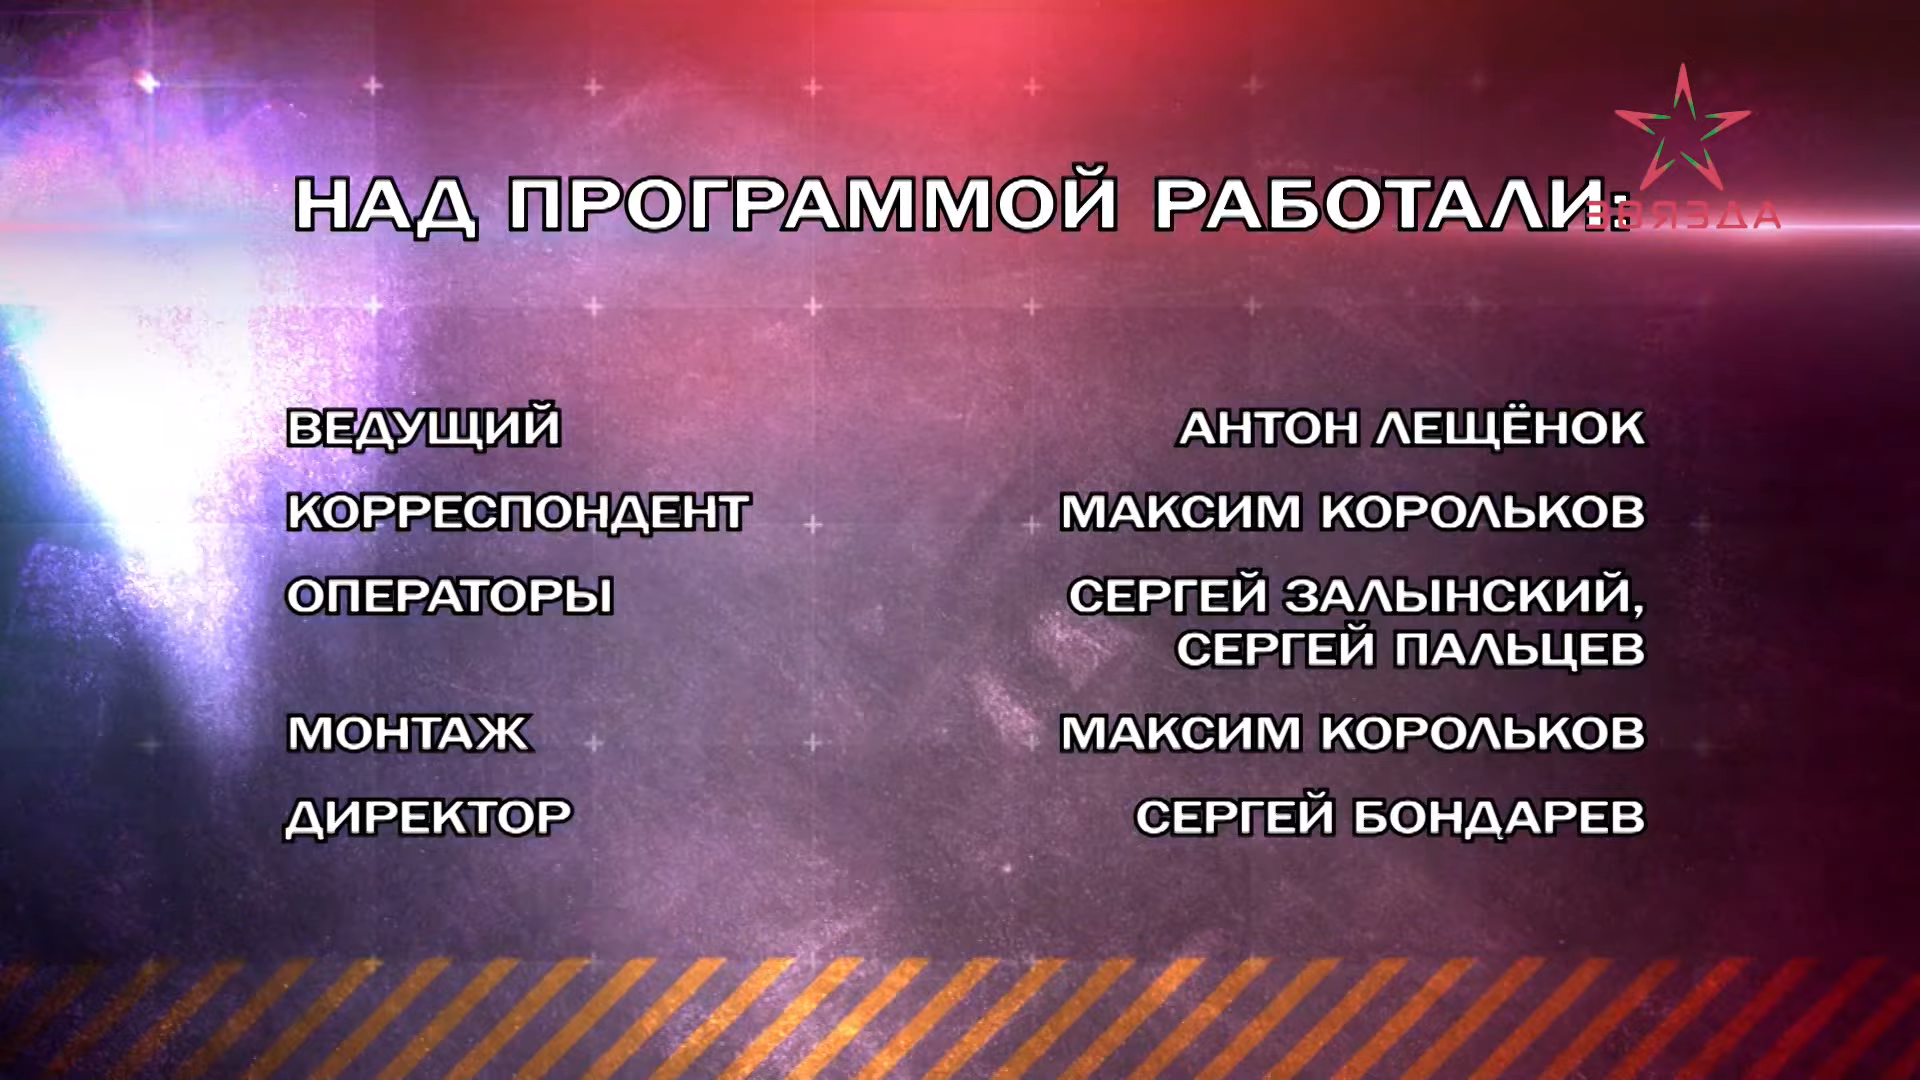 НАД ПРОГРАММОЙ РАБОТАЛИ:
ВЕДУЩИЙ АНТОН ЛЕЩЁНОК
КОРРЕСПОНДЕНТ МАКСИМ КОРОЛЬКОВ
ОПЕРАТОРЫ СЕРГЕЙ ЗАЛЫНСКИЙ,
СЕРГЕЙ ПАЛЬЦЕВ
МОНТАЖ МАКСИМ КОРОЛЬКОВ
ДИРЕКТОР СЕРГЕЙ БОНДАРЕВ